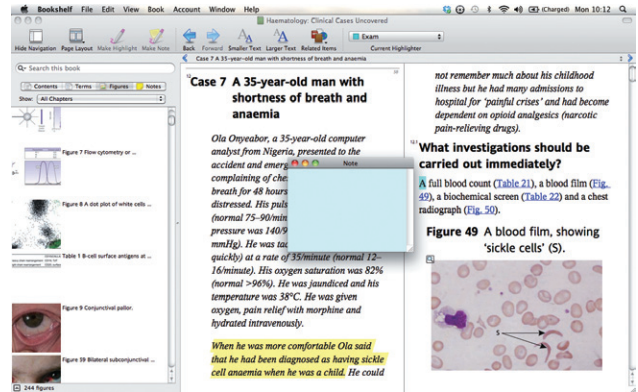 Bookshelf File Edit View Book Account Window Help
(Charged) Mon 10:12
Haematology: Clinical Cases Uncovered
Exam
Hide Navigation Page Layout Make Highlight Make Note Back Forward Smaller Text Larger Text Related Items Current Highlighter
Case 7 A 35-year-old man with shortness of breath and anaemia
Search this book
Contents Terms Figures Notes
Show: All Chapters
Figure 7 Flow cytometry or ...
Figure 8 A dot plot of white cells ...
Table 1 B-cell surface antigens at ...
Figure 9 Conjunctival pallor.
Figure 39 Bilateral subconjunctival ...
244 figures
Case 7 A 35-year-old man with
shortness of breath and
anaemia
Ola Onyeabor, a 35-year-old computer
analyst from Nigeria, presented to the
accident and emerg
complaining of che
breath for 48 hours
distressed. His puls
(normal 75–90/min
pressure was 140/9
mmHg). He was tac
quickly) at a rate of 35/minute (normal 12–
16/minute). His oxygen saturation was 82%
(normal >96%). He was jaundiced and his
temperature was 38°C. He was given
oxygen, pain relief with morphine and
hydrated intravenously.
When he was more comfortable Ola said
that he had been diagnosed as having sickle
cell anaemia when he was a child. He could
Note
not remember much about his childhood
illness but he had many admissions to
hospital for 'painful crises' and had become
dependent on opioid analgesics (narcotic
pain-relieving drugs).
What investigations should be
carried out immediately?
A full blood count (Table 21), a blood film (Fig.
49), a biochemical screen (Table 22) and a chest
radiograph (Fig. 50).
Figure 49 A blood film, showing
'sickle cells' (S).
S